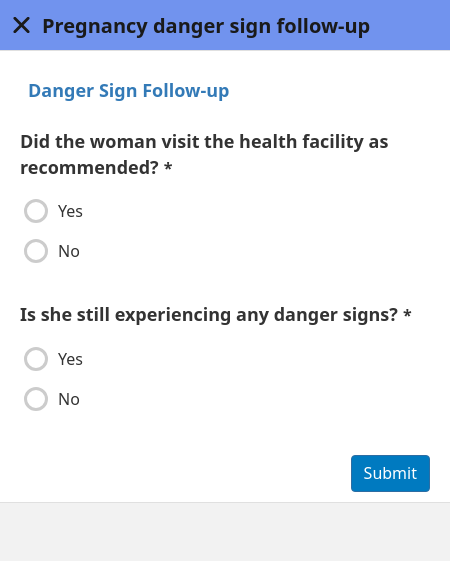 Pregnancy danger sign follow-up
Danger Sign Follow-up
Did the woman visit the health facility as
recommended? *
Yes
No
Is she still experiencing any danger signs? *
Yes
No
Submit